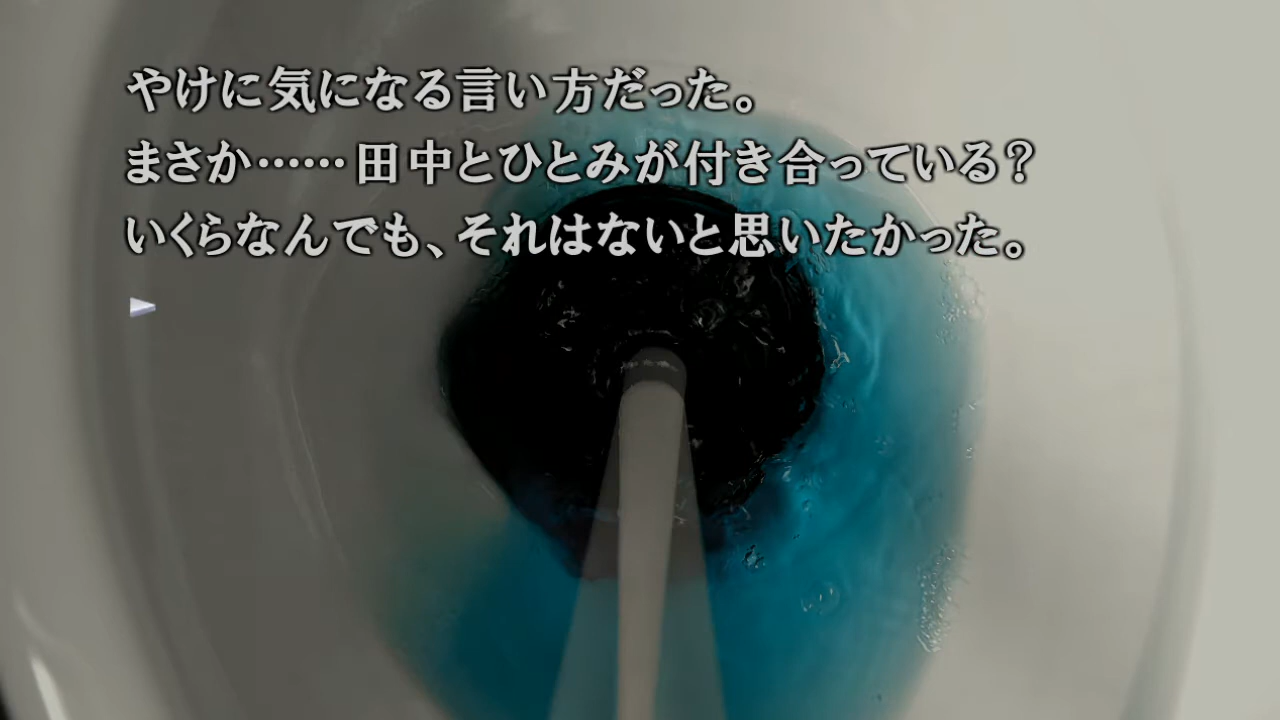 やけに気になる言い方だった。
まさか……田中とひとみが付き合っている？
いくらなんでも、それはないと思いたかった。